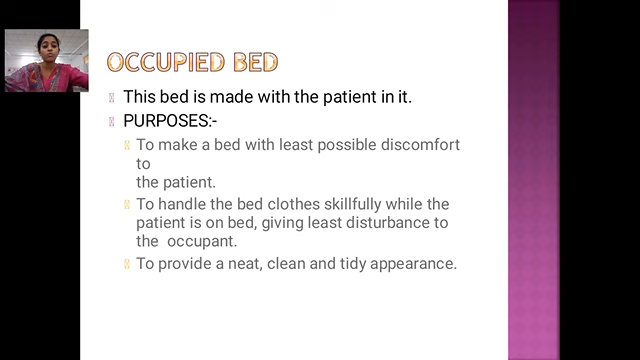 OCCUPIED BED
This bed is made with the patient in it.
PURPOSES:-
To make a bed with least possible discomfort
to
the patient.
To handle the bed clothes skillfully while the
patient is on bed, giving least disturbance to
the occupant.
To provide a neat, clean and tidy appearance.